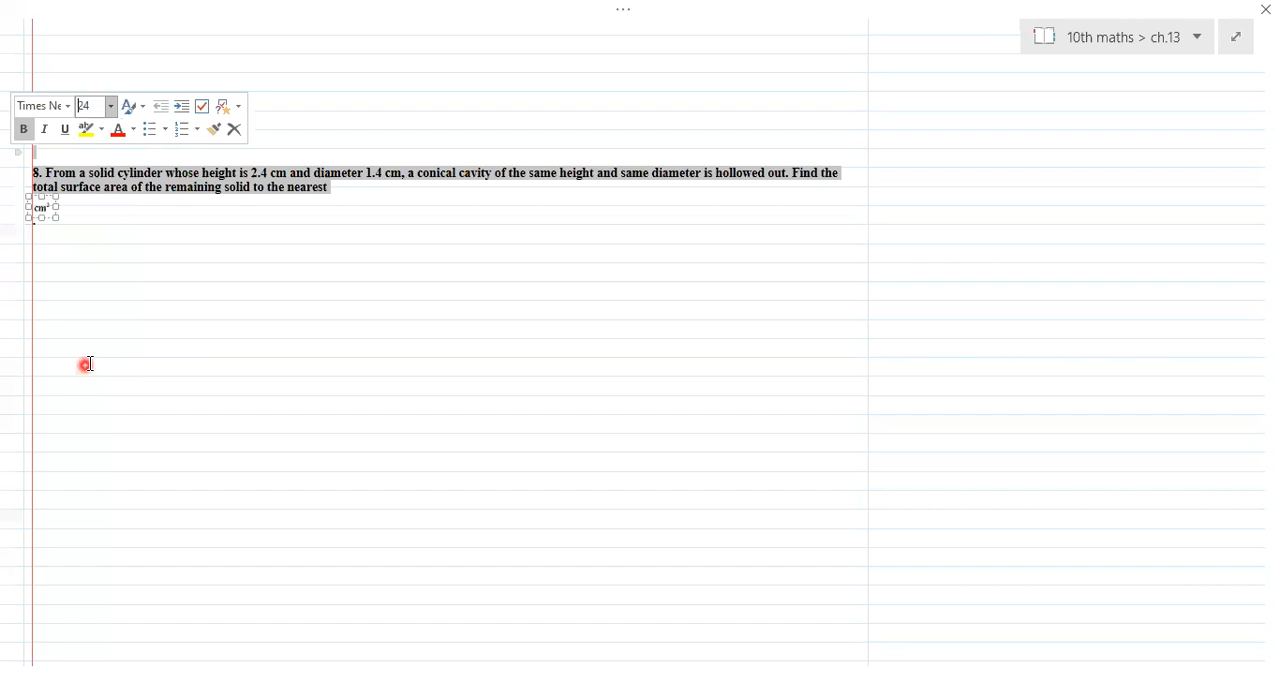 ...
10th maths > ch.13
Times Ne 24
B I U ab A
8. From a solid cylinder whose height is 2.4 cm and diameter 1.4 cm, a conical cavity of the same height and same diameter is hollowed out. Find the
total surface area of the remaining solid to the nearest
cm²
.